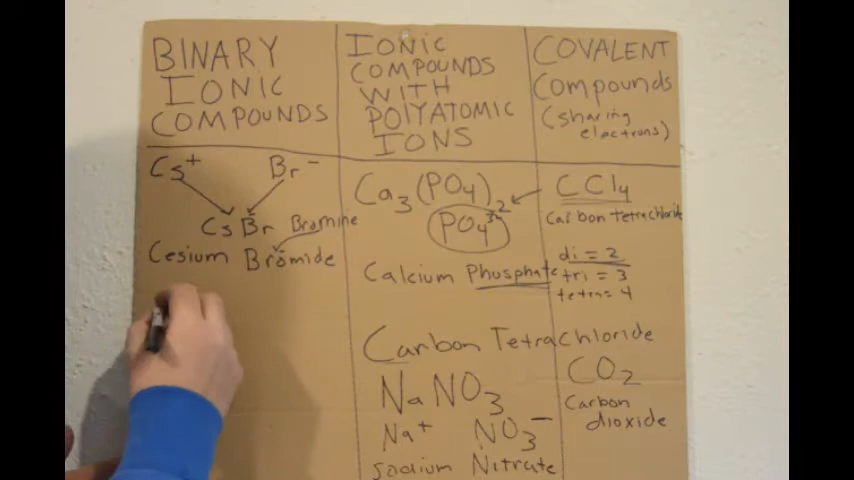 BINARY
IONIC
COMPOUNDS
Cs+ Br-
CsBr Bromine
Cesium Bromide
IONIC
COMPOUNDS
WITH
POLYATOMIC
IONS
Ca3(PO4)2
PO4 3-
Calcium Phosphate
Carbon Tetrachloride
NaNO3
Na+ NO3-
Sodium Nitrate
COVALENT
Compounds
(sharing
electrons)
CCl4
Carbon tetrachloride
di = 2
tri = 3
tetra = 4
CO2
Carbon
dioxide